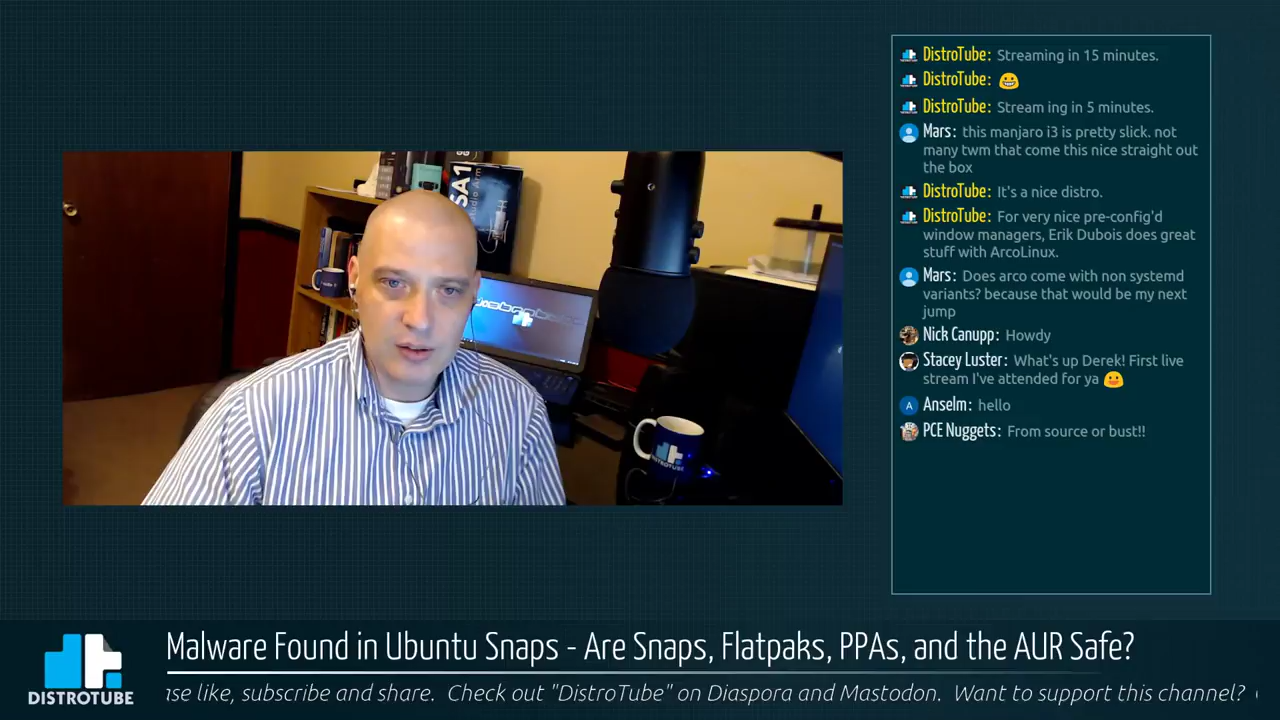 DistroTube: Streaming in 15 minutes.
DistroTube:
DistroTube: Stream ing in 5 minutes.
Mars: this manjaro i3 is pretty slick. not
many twm that come this nice straight out
the box
DistroTube: It's a nice distro.
DistroTube: For very nice pre-config'd
window managers, Erik Dubois does great
stuff with ArcoLinux.
Mars: Does arco come with non systemd
variants? because that would be my next
jump
Nick Canupp: Howdy
Stacey Luster: What's up Derek! First live
stream I've attended for ya
A Anselm: hello
PCE Nuggets: From source or bust!!
SA1
DISTROTUBE
Malware Found in Ubuntu Snaps - Are Snaps, Flatpaks, PPAs, and the AUR Safe?
ase like, subscribe and share. Check out "DistroTube" on Diaspora and Mastodon. Want to support this channel?
DISTROTUBE